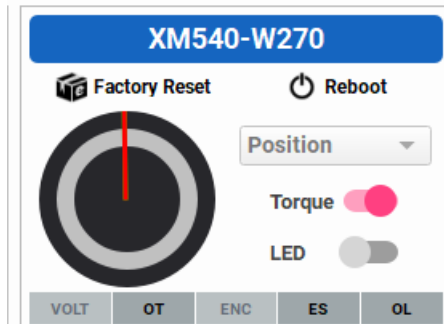 XM540-W270
Factory Reset Reboot
Position
Torque
LED
VOLT OT ENC ES OL